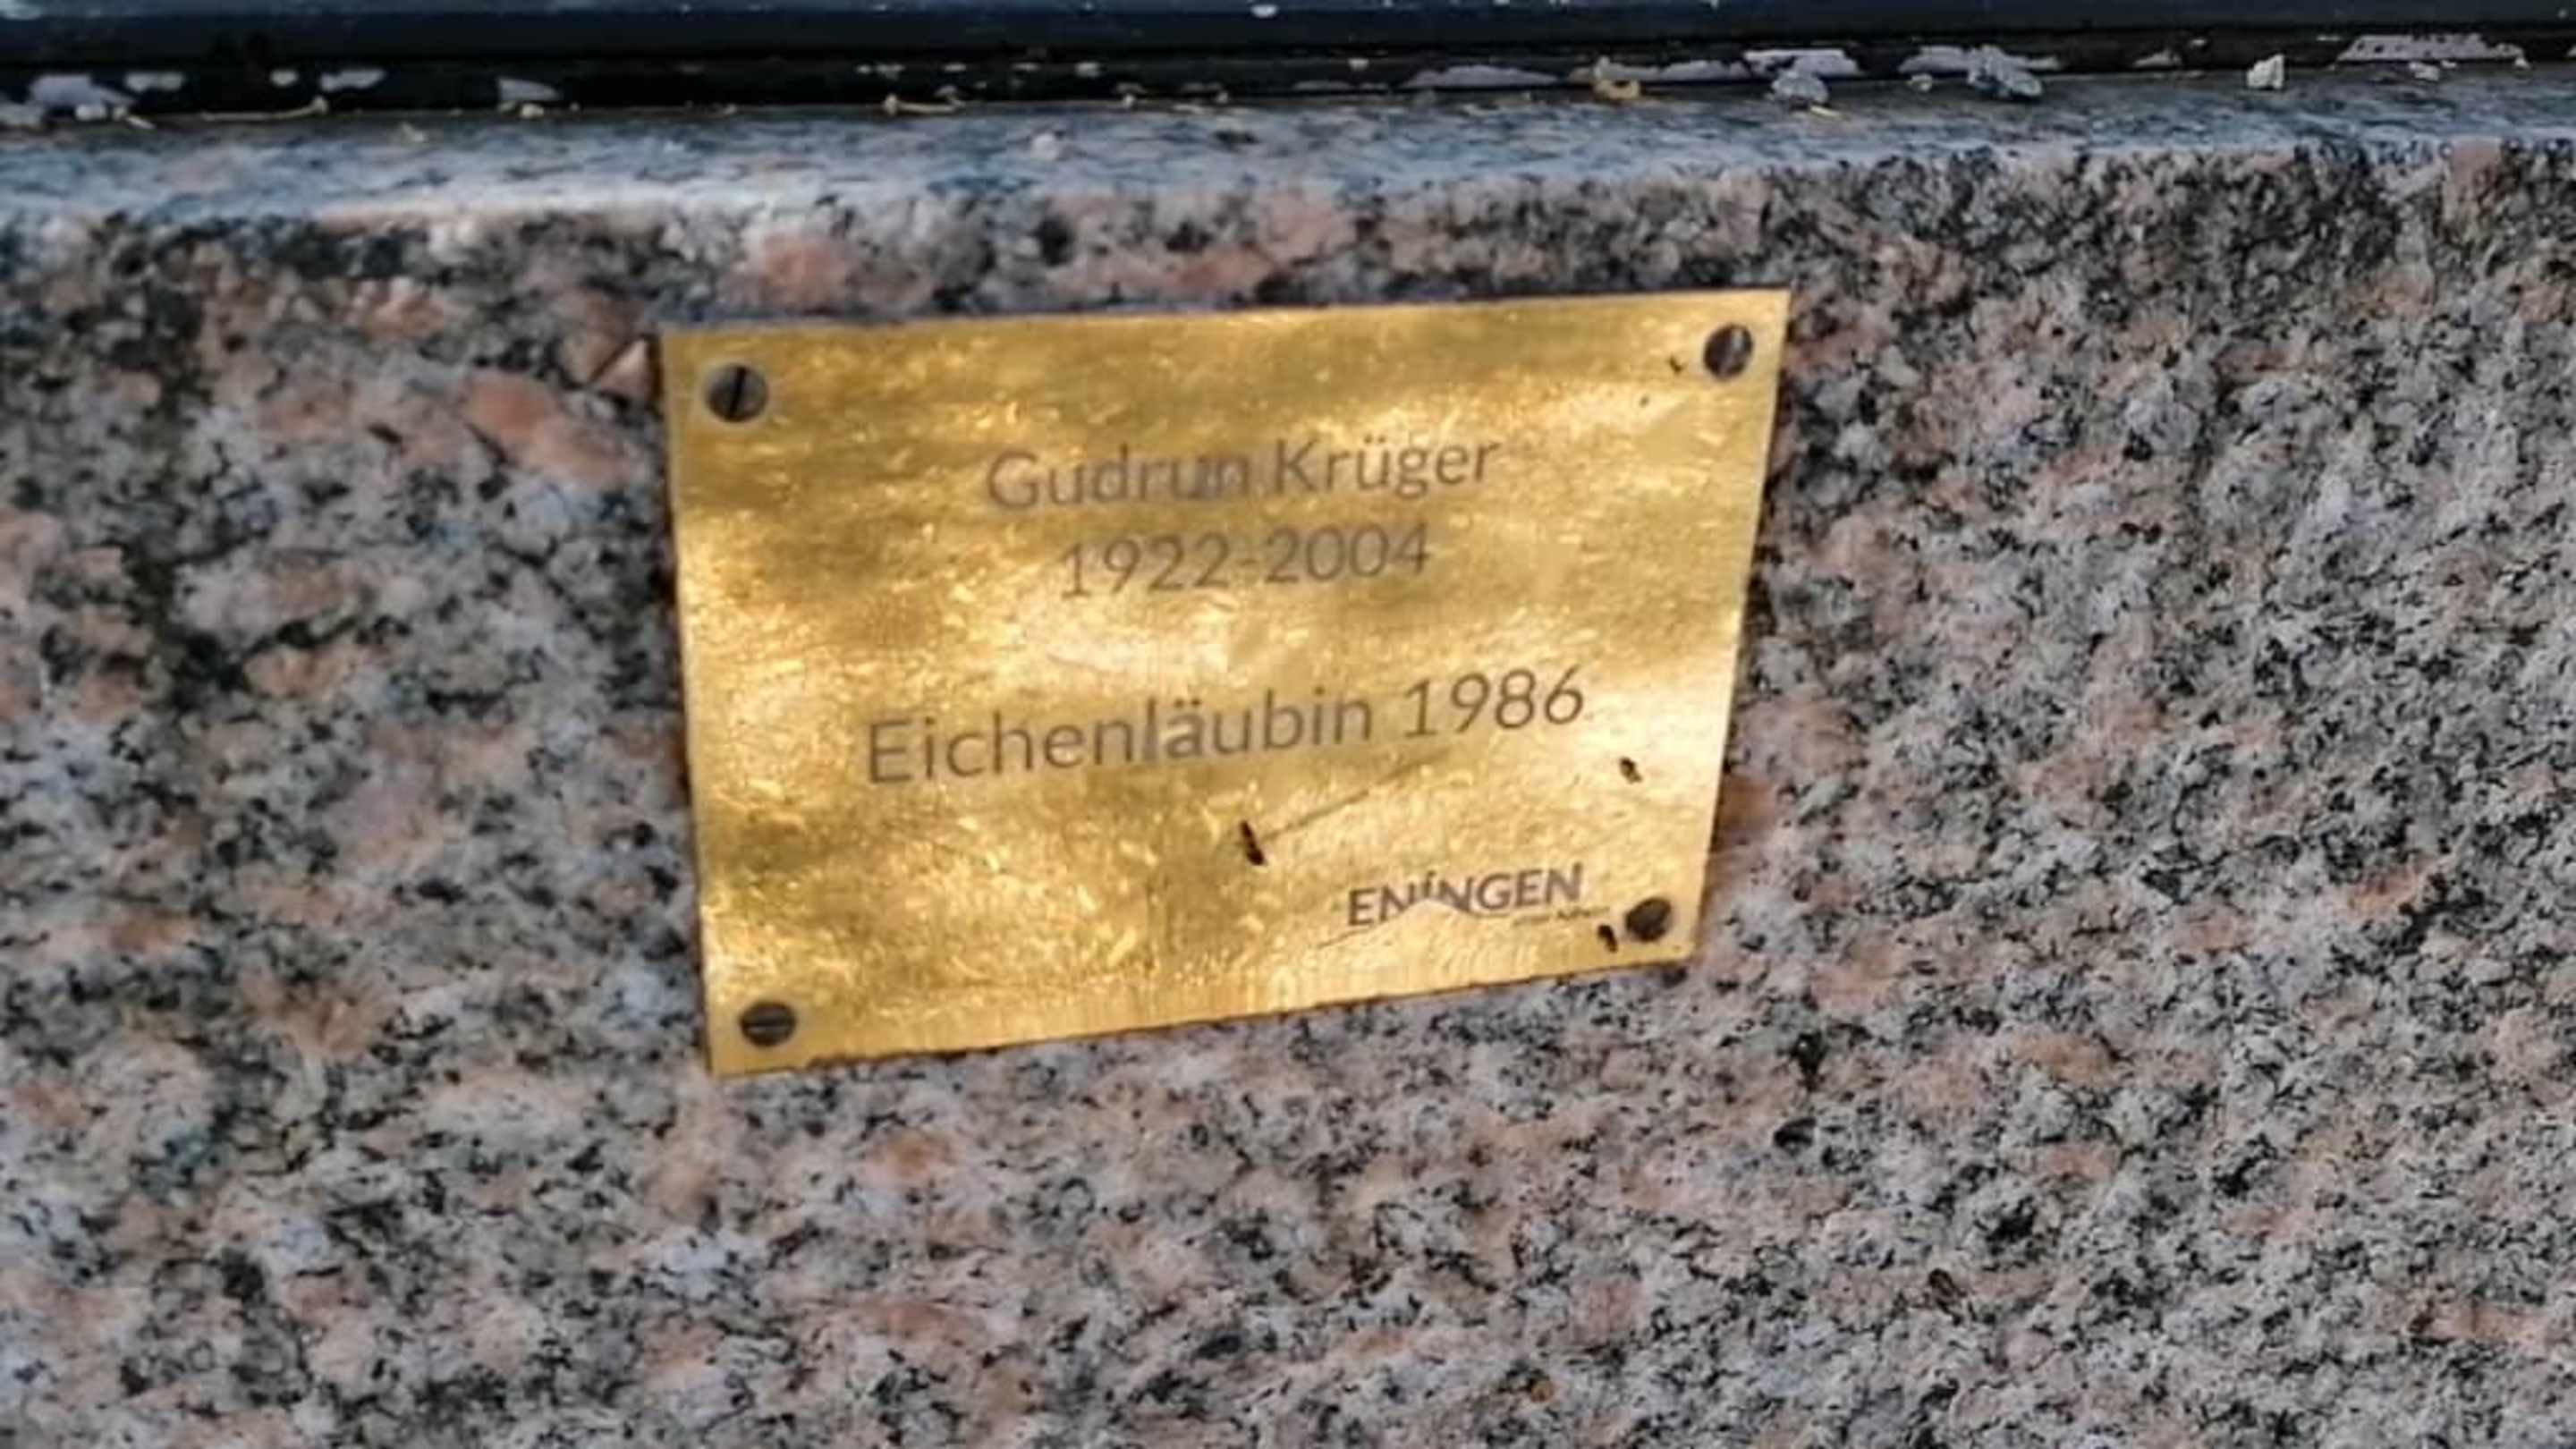 Gudrun Krüger
1922-2004
Eichenläubin 1986
ENINGEN